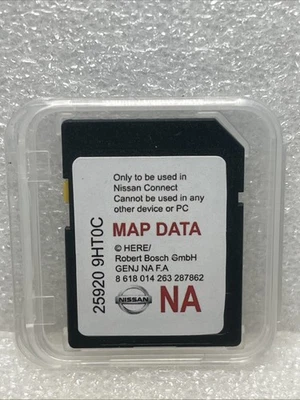 Only to be used in
Nissan Connect
Cannot be used in any
other device or PC
MAP DATA
© HERE/
Robert Bosch GmbH
GENJ NA F.A
8 618 014 263 287862
NISSAN NA
25920 9HT0C